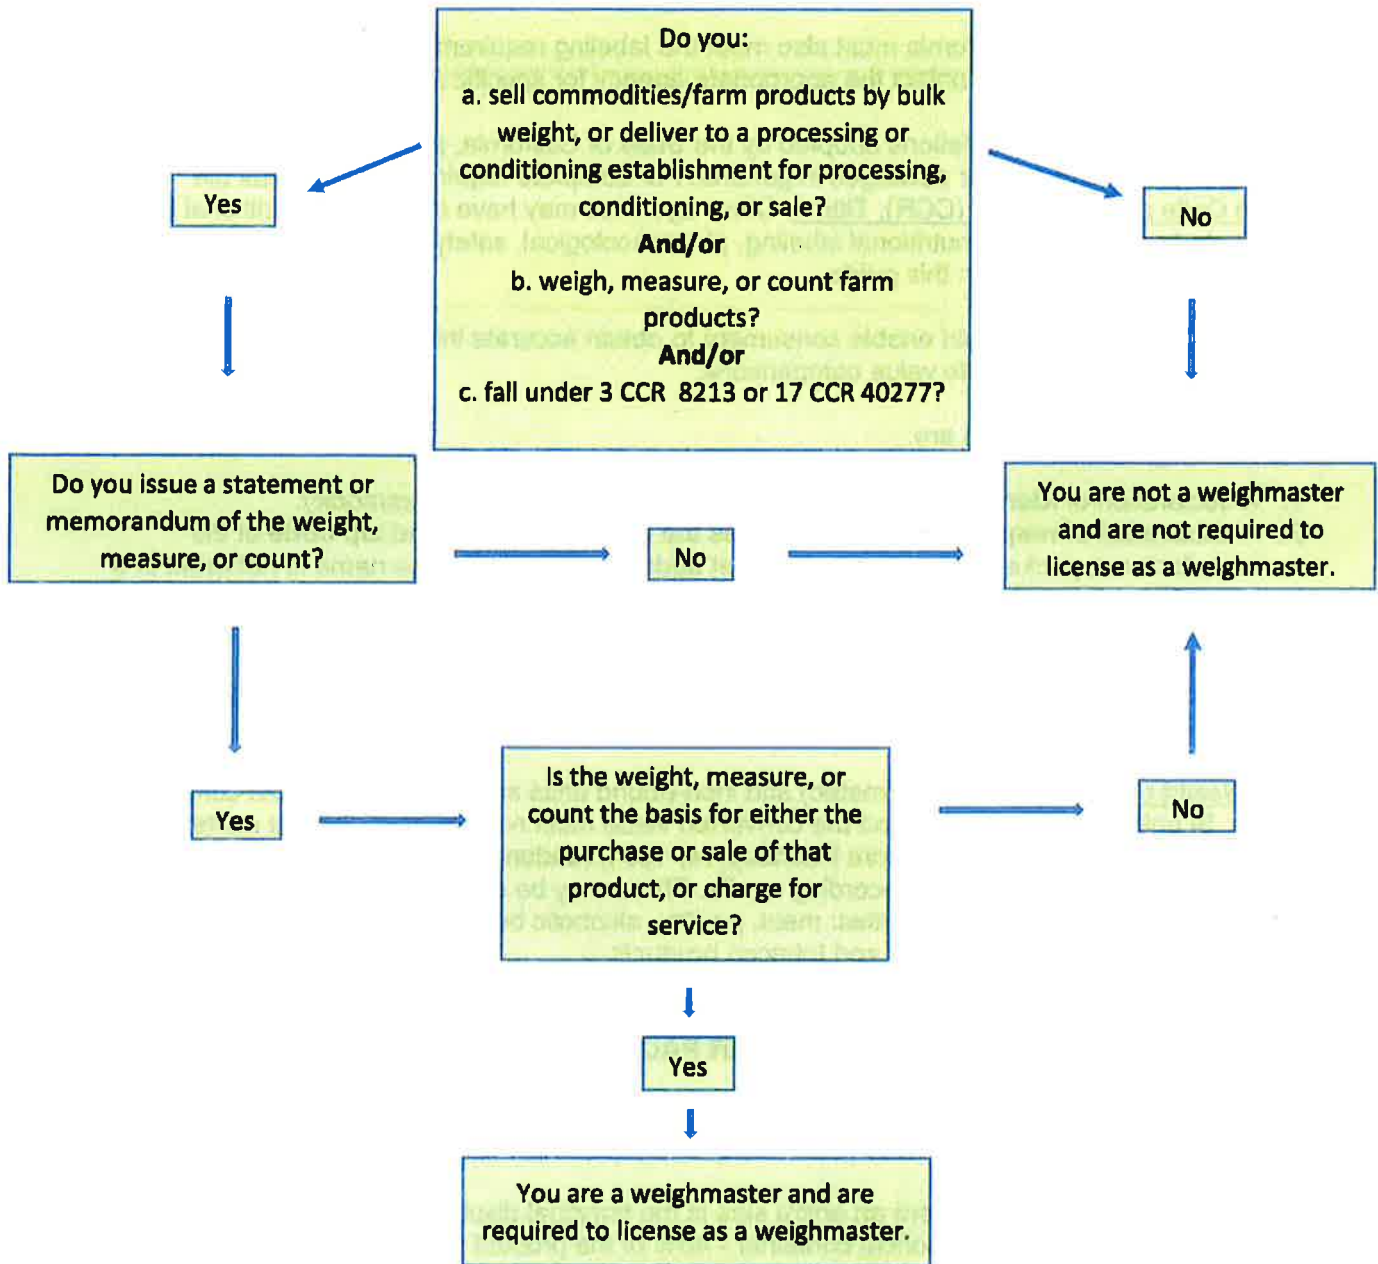 Do you:
a. sell commodities/farm products by bulk
weight, or deliver to a processing or
conditioning establishment for processing,
conditioning, or sale?
And/or
b. weigh, measure, or count farm
products?
And/or
c. fall under 3 CCR 8213 or 17 CCR 40277?
Yes
No
Do you issue a statement or
memorandum of the weight,
measure, or count?
No
You are not a weighmaster
and are not required to
license as a weighmaster.
Yes
Is the weight, measure, or
count the basis for either the
purchase or sale of that
product, or charge for
service?
No
Yes
You are a weighmaster and are
required to license as a weighmaster.